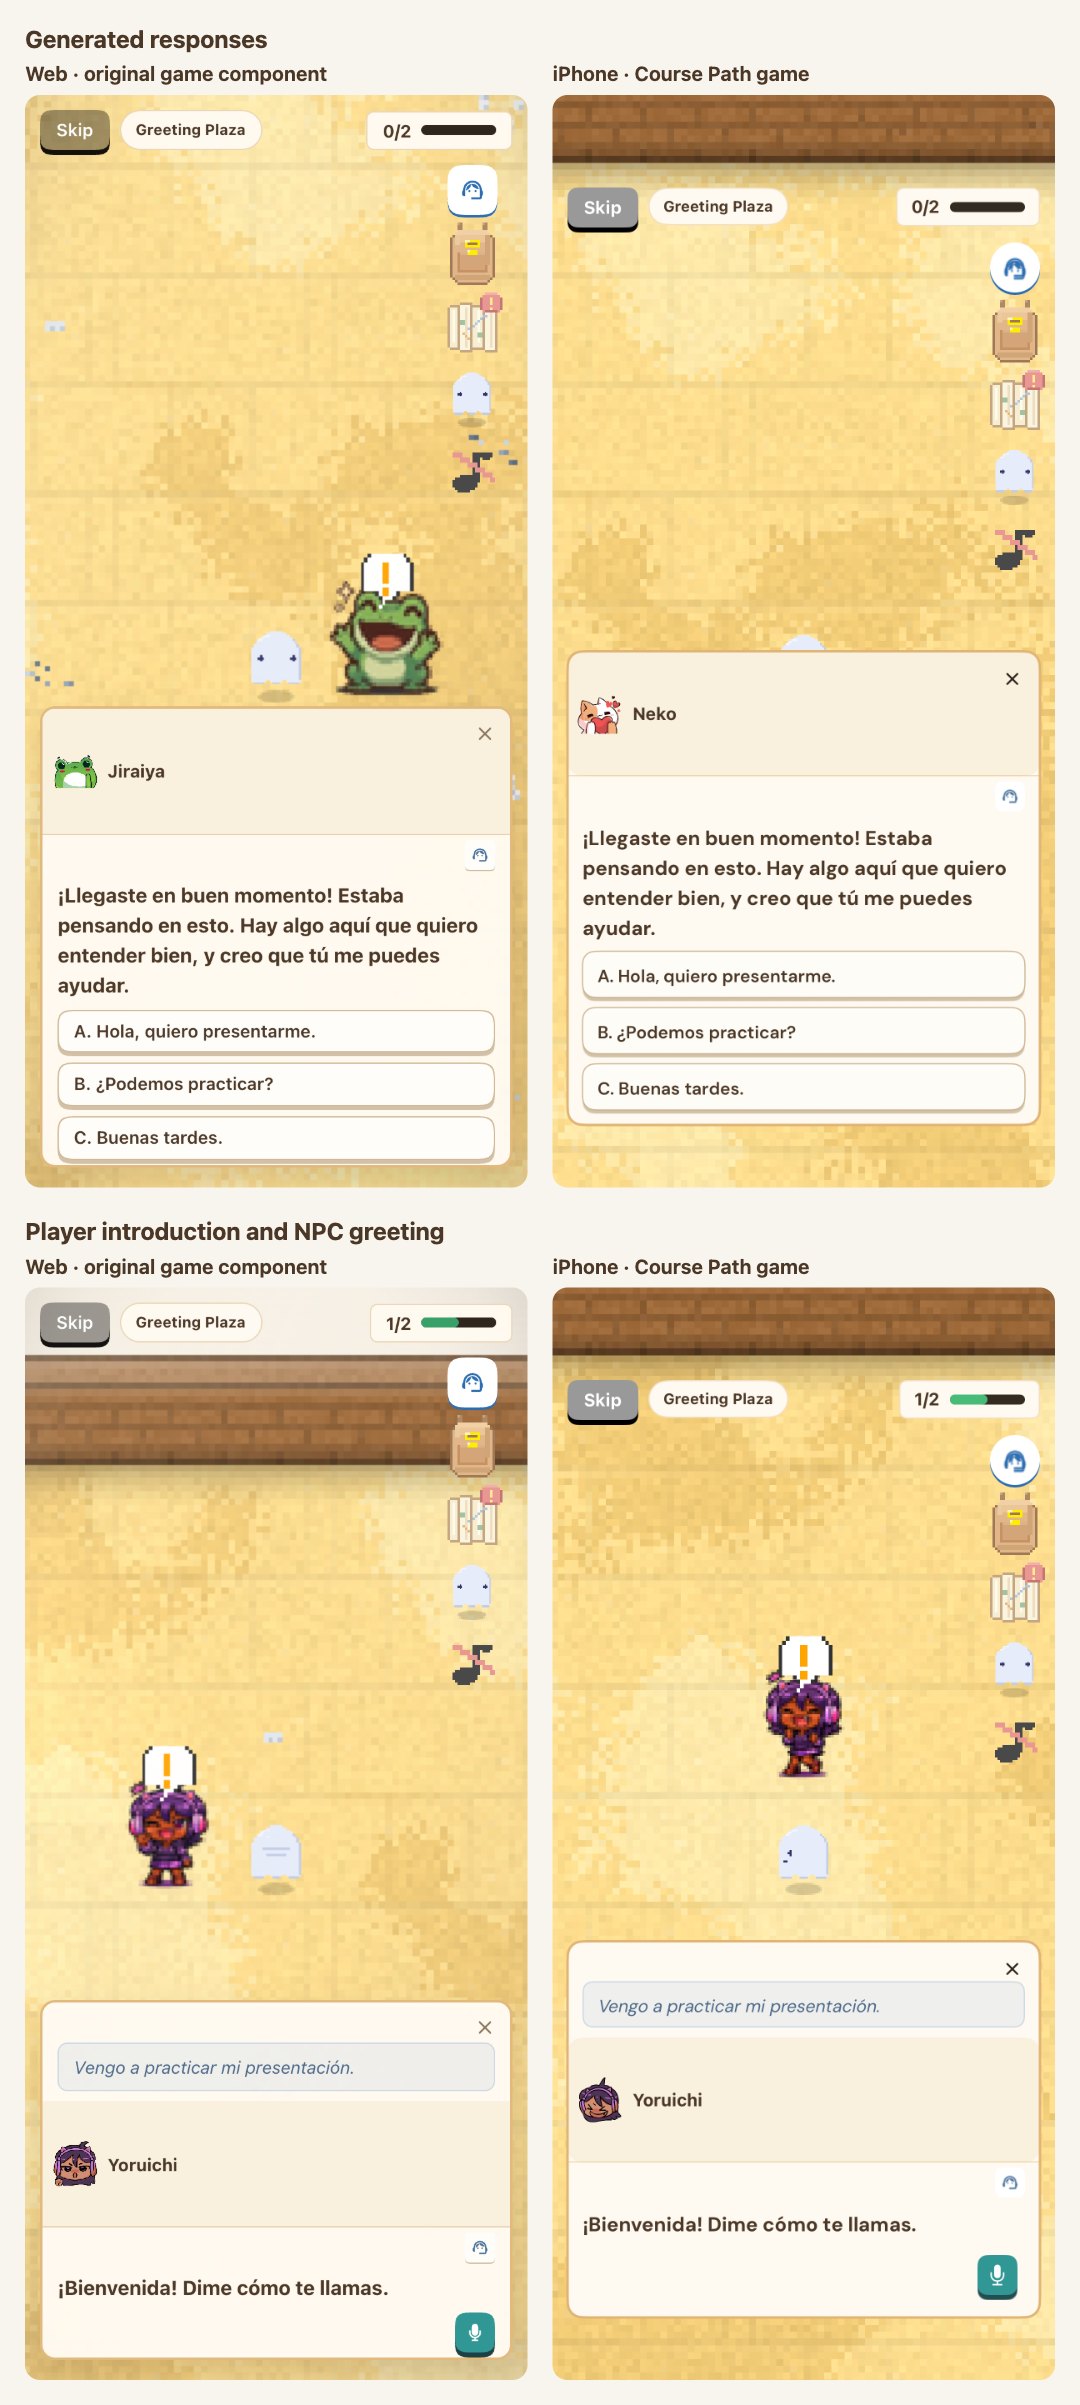 Generated responses
Web · original game component
iPhone · Course Path game
Skip
Greeting Plaza
0/2
Jiraiya
¡Llegaste en buen momento! Estaba
pensando en esto. Hay algo aquí que quiero
entender bien, y creo que tú me puedes
ayudar.
A. Hola, quiero presentarme.
B. ¿Podemos practicar?
C. Buenas tardes.
Skip
Greeting Plaza
0/2
Neko
¡Llegaste en buen momento! Estaba
pensando en esto. Hay algo aquí que quiero
entender bien, y creo que tú me puedes
ayudar.
A. Hola, quiero presentarme.
B. ¿Podemos practicar?
C. Buenas tardes.
Player introduction and NPC greeting
Web · original game component
iPhone · Course Path game
Skip
Greeting Plaza
1/2
Vengo a practicar mi presentación.
Yoruichi
¡Bienvenida! Dime cómo te llamas.
Skip
Greeting Plaza
1/2
Vengo a practicar mi presentación.
Yoruichi
¡Bienvenida! Dime cómo te llamas.